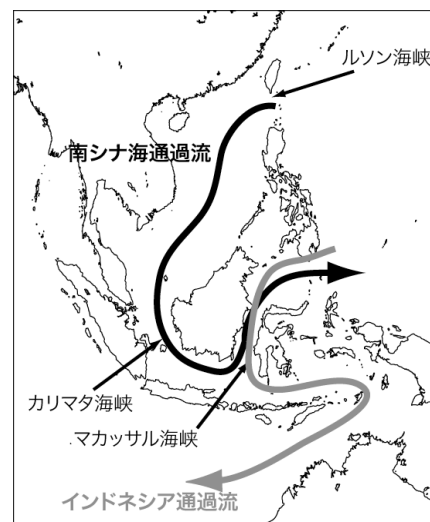 ルソン海峡
南シナ海通過流
カリマタ海峡
マカッサル海峡
インドネシア通過流